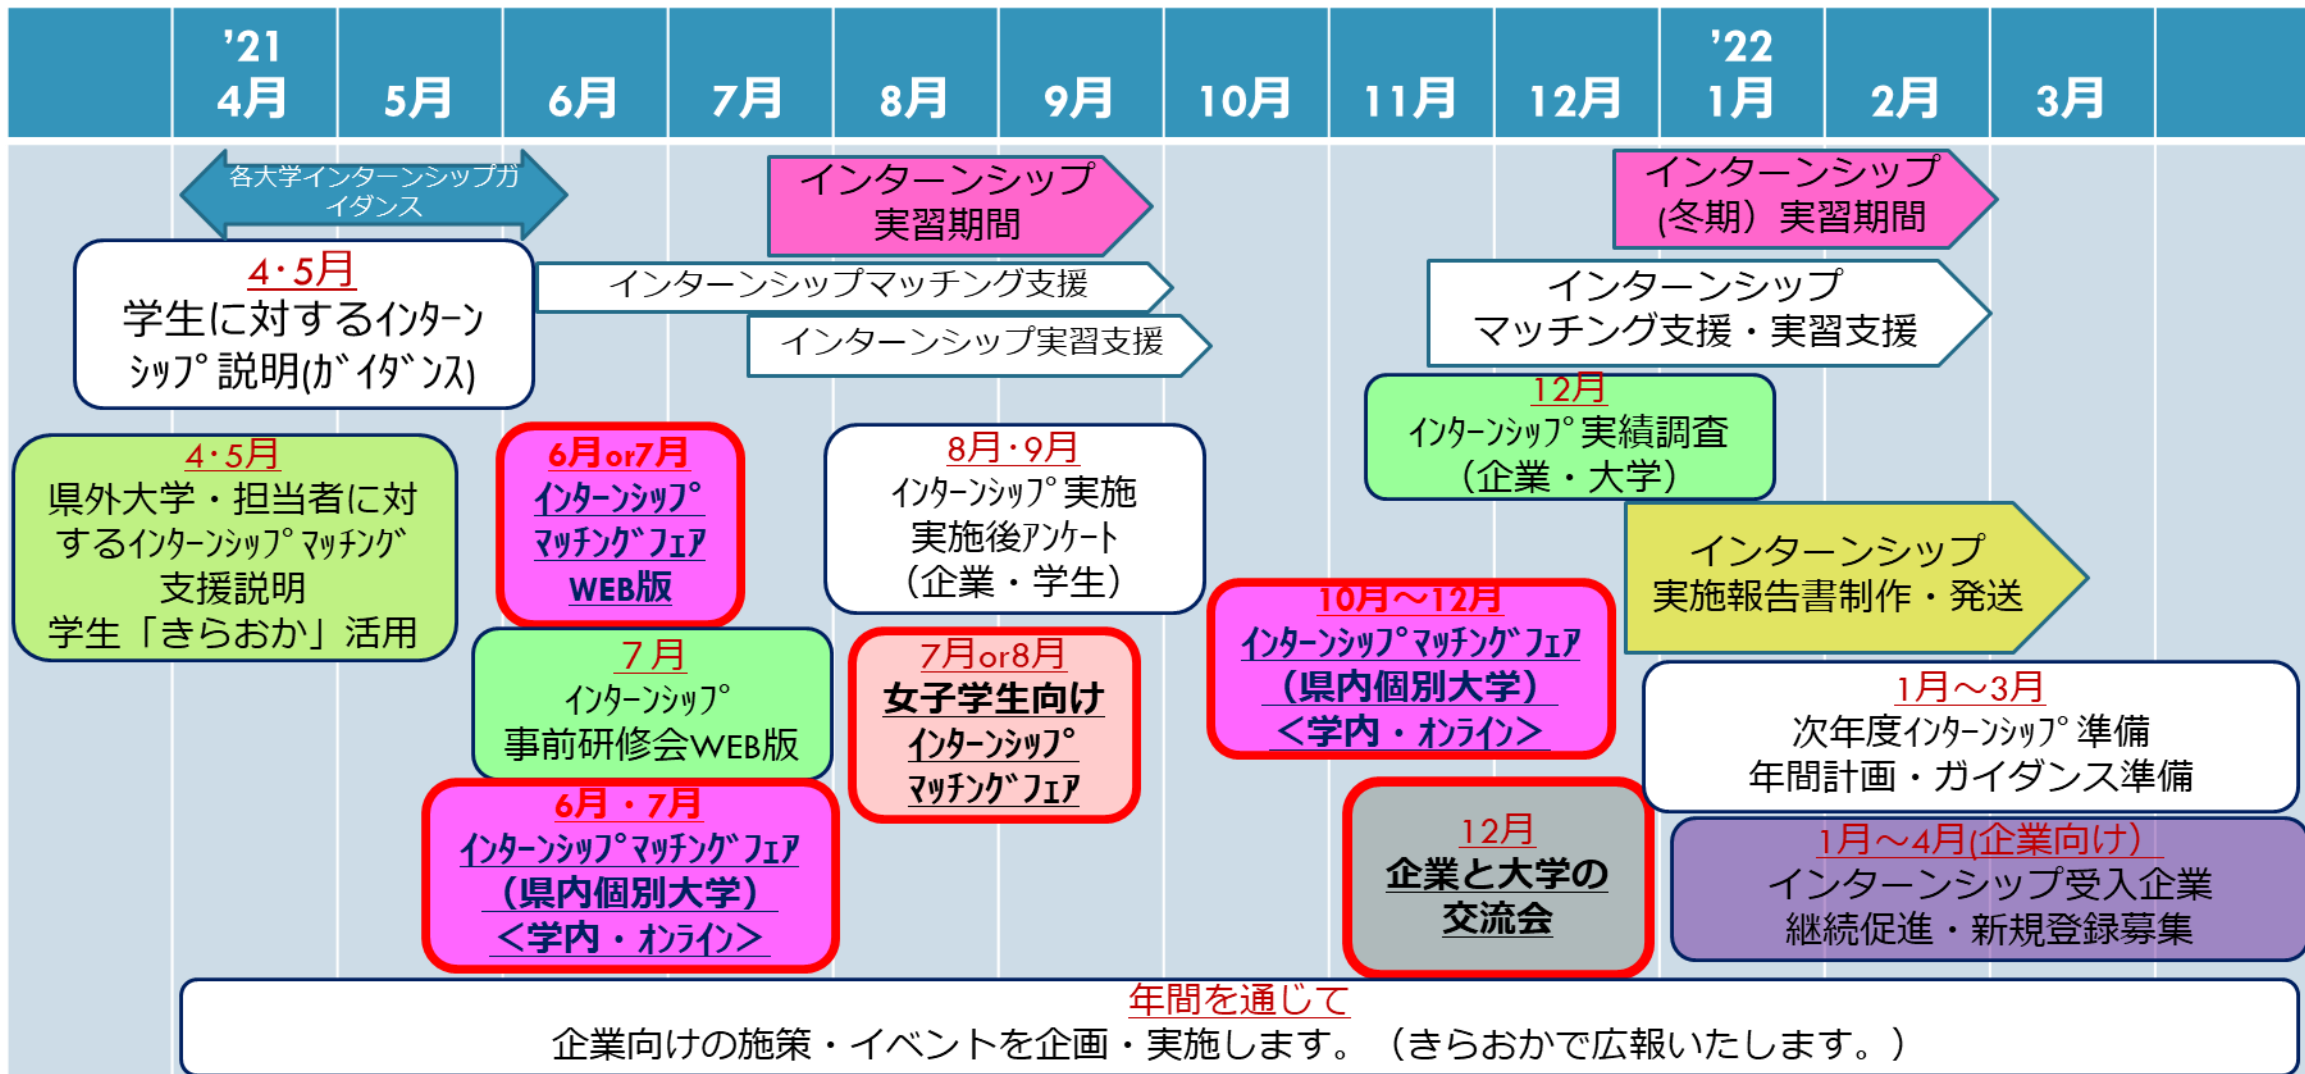 ’21
4月
5月
6月
7月
8月
9月
10月
11月
12月
’22
1月
2月
3月
各大学インターンシップガ
イダンス
インターンシップ
実習期間
インターンシップ
(冬期）実習期間
4･5月
学生に対するｲﾝﾀｰﾝ
ｼｯﾌﾟ説明(ｶﾞｲﾀﾞﾝｽ)
インターンシップマッチング支援
インターンシップ実習支援
インターンシップ
マッチング支援・実習支援
12月
ｲﾝﾀｰﾝｼｯﾌﾟ実績調査
（企業・大学）
4･5月
県外大学・担当者に対
するｲﾝﾀｰﾝｼｯﾌﾟﾏｯﾁﾝｸﾞ
支援説明
学生「きらおか」活用
6月or7月
ｲﾝﾀｰﾝｼｯﾌﾟ
ﾏｯﾁﾝｸﾞﾌｪｱ
WEB版
8月･9月
ｲﾝﾀｰﾝｼｯﾌﾟ実施
実施後ｱﾝｹｰﾄ
（企業・学生）
インターンシップ
実施報告書制作・発送
10月～12月
ｲﾝﾀｰﾝｼｯﾌﾟﾏｯﾁﾝｸﾞﾌｪｱ
（県内個別大学）
＜学内・ｵﾝﾗｲﾝ＞
７月
ｲﾝﾀｰﾝｼｯﾌﾟ
事前研修会WEB版
7月or8月
女子学生向け
ｲﾝﾀｰﾝｼｯﾌﾟ
ﾏｯﾁﾝｸﾞﾌｪｱ
1月～3月
次年度ｲﾝﾀｰﾝｼｯﾌﾟ準備
年間計画・ガイダンス準備
6月・7月
ｲﾝﾀｰﾝｼｯﾌﾟﾏｯﾁﾝｸﾞﾌｪｱ
（県内個別大学）
＜学内・ｵﾝﾗｲﾝ＞
12月
企業と大学の
交流会
1月～4月(企業向け）
インターンシップ受入企業
継続促進・新規登録募集
年間を通じて
企業向けの施策・イベントを企画・実施します。（きらおかで広報いたします。）